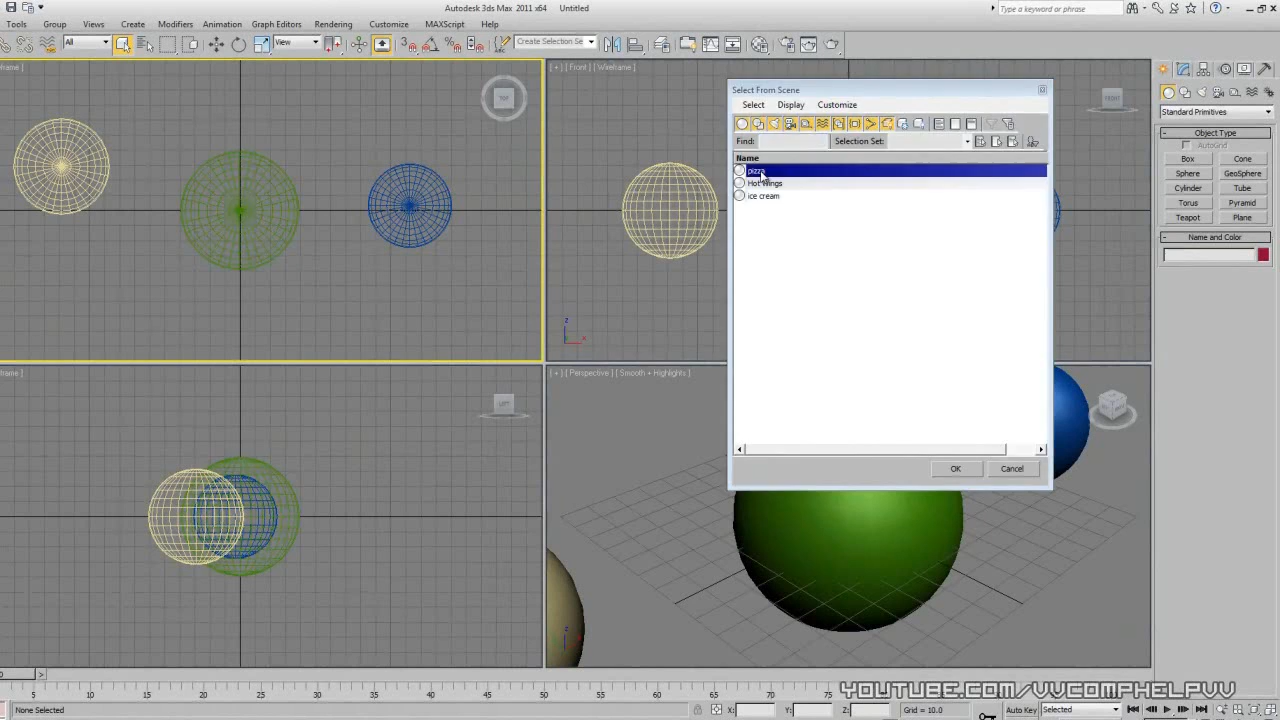 Autodesk 3ds Max 2011 x64 Untitled
Type a keyword or phrase
Tools Group Views Create Modifiers Animation Graph Editors Rendering Customize MAXScript Help
All View Create Selection Se
[ + ] [ Front ] [ Wireframe ]
TOP
FRONT
Select From Scene
Select Display Customize
Find: Selection Set:
Name
pizza
Hot Wings
ice cream
OK Cancel
Standard Primitives
Object Type
AutoGrid
Box Cone
Sphere GeoSphere
Cylinder Tube
Torus Pyramid
Teapot Plane
Name and Color
z
x
[ + ] [ Perspective ] [ Smooth + Highlights ]
LEFT
z
5 10 15 20 25 30 35 40 45 50 55 60 65 70 75
YouTube.com/vvCompHelpvv
None Selected X: Y: Z: Grid = 10.0 Auto Key Selected